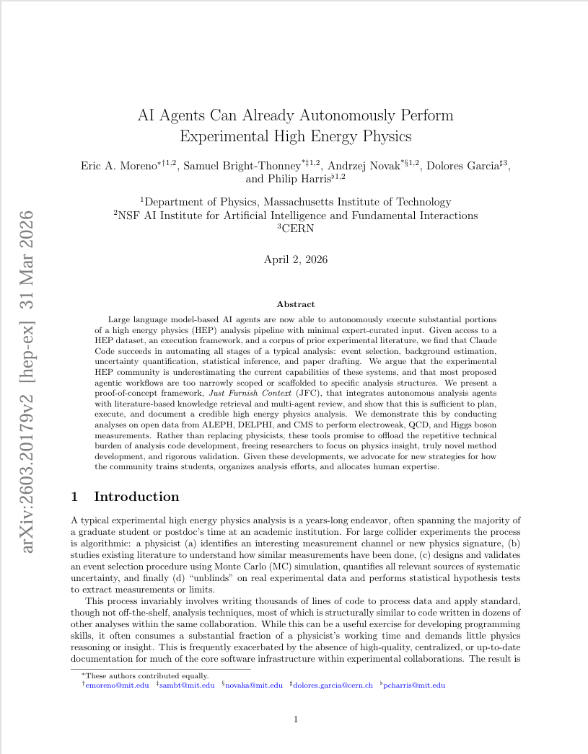 AI Agents Can Already Autonomously Perform
Experimental High Energy Physics
Eric A. Moreno*†1,2, Samuel Bright-Thonney*‡1,2, Andrzej Novak*§1,2, Dolores Garcia♯3,
and Philip Harris♭1,2
1Department of Physics, Massachusetts Institute of Technology
2NSF AI Institute for Artificial Intelligence and Fundamental Interactions
3CERN
April 2, 2026
arXiv:2603.20179v2 [hep-ex] 31 Mar 2026
Abstract
Large language model-based AI agents are now able to autonomously execute substantial portions
of a high energy physics (HEP) analysis pipeline with minimal expert-curated input. Given access to a
HEP dataset, an execution framework, and a corpus of prior experimental literature, we find that Claude
Code succeeds in automating all stages of a typical analysis: event selection, background estimation,
uncertainty quantification, statistical inference, and paper drafting. We argue that the experimental
HEP community is underestimating the current capabilities of these systems, and that most proposed
agentic workflows are too narrowly scoped or scaffolded to specific analysis structures. We present a
proof-of-concept framework, Just Furnish Context (JFC), that integrates autonomous analysis agents
with literature-based knowledge retrieval and multi-agent review, and show that this is sufficient to plan,
execute, and document a credible high energy physics analysis. We demonstrate this by conducting
analyses on open data from ALEPH, DELPHI, and CMS to perform electroweak, QCD, and Higgs boson
measurements. Rather than replacing physicists, these tools promise to offload the repetitive technical
burden of analysis code development, freeing researchers to focus on physics insight, truly novel method
development, and rigorous validation. Given these developments, we advocate for new strategies for how
the community trains students, organizes analysis efforts, and allocates human expertise.
1 Introduction
A typical experimental high energy physics analysis is a years-long endeavor, often spanning the majority of
a graduate student or postdoc's time at an academic institution. For large collider experiments the process
is algorithmic: a physicist (a) identifies an interesting measurement channel or new physics signature, (b)
studies existing literature to understand how similar measurements have been done, (c) designs and validates
an event selection procedure using Monte Carlo (MC) simulation, quantifies all relevant sources of systematic
uncertainty, and finally (d) "unblinds" on real experimental data and performs statistical hypothesis tests
to extract measurements or limits.
This process invariably involves writing thousands of lines of code to process data and apply standard,
though not off-the-shelf, analysis techniques, most of which is structurally similar to code written in dozens of
other analyses within the same collaboration. While this can be a useful exercise for developing programming
skills, it often consumes a substantial fraction of a physicist's working time and demands little physics
reasoning or insight. This is frequently exacerbated by the absence of high-quality, centralized, or up-to-date
documentation for much of the core software infrastructure within experimental collaborations. The result is
*These authors contributed equally.
†emoreno@mit.edu ‡sambt@mit.edu §novaka@mit.edu ♯dolores.garcia@cern.ch ♭pcharris@mit.edu
1